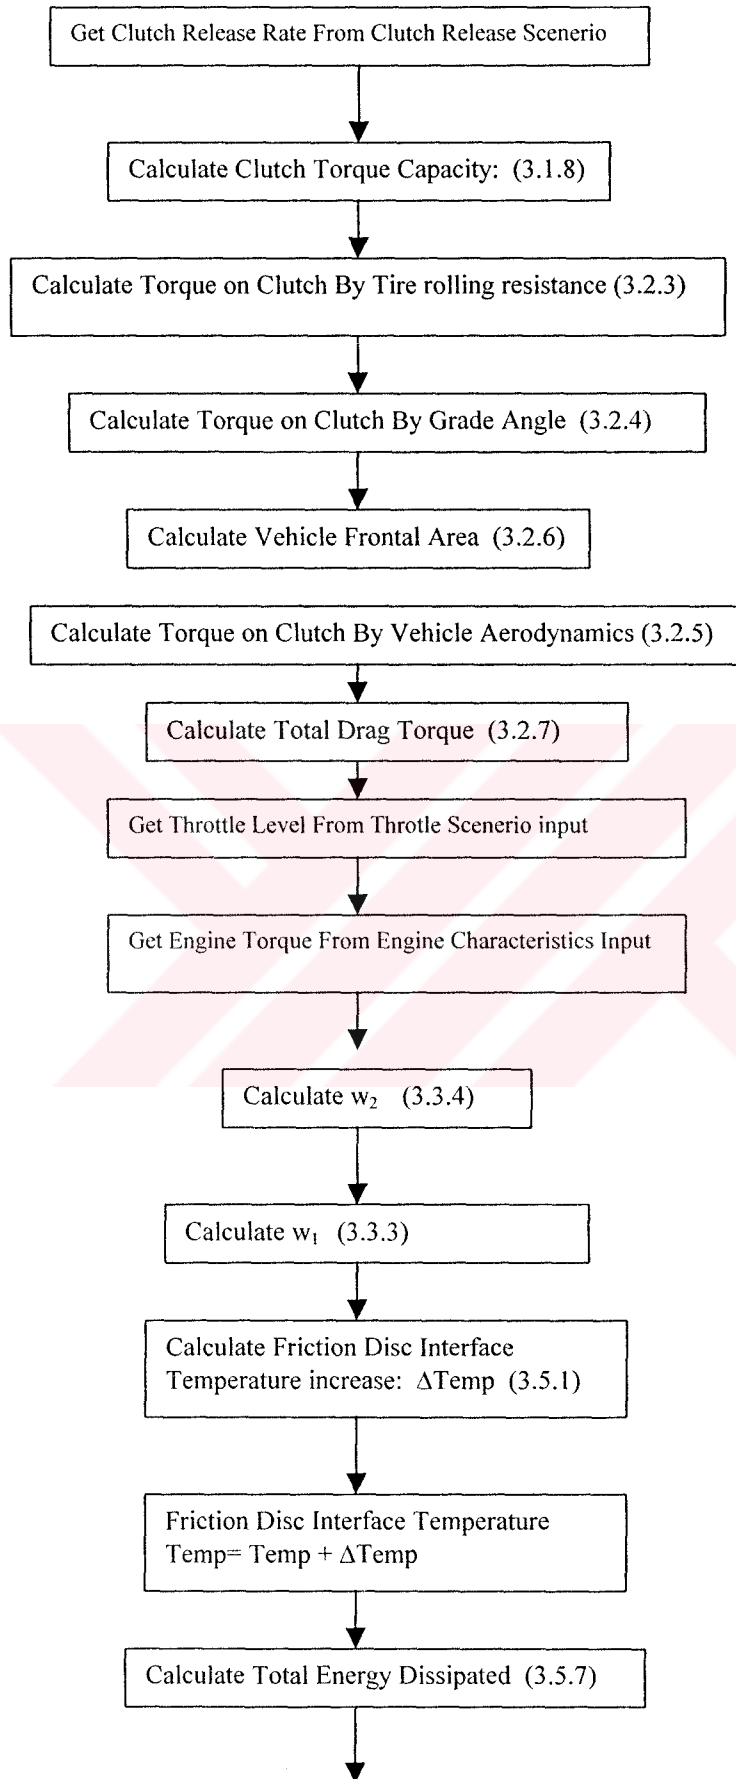 Get Clutch Release Rate From Clutch Release Scenerio
Calculate Clutch Torque Capacity: (3.1.8)
Calculate Torque on Clutch By Tire rolling resistance (3.2.3)
Calculate Torque on Clutch By Grade Angle (3.2.4)
Calculate Vehicle Frontal Area (3.2.6)
Calculate Torque on Clutch By Vehicle Aerodynamics (3.2.5)
Calculate Total Drag Torque (3.2.7)
Get Throttle Level From Throtle Scenerio input
Get Engine Torque From Engine Characteristics Input
Calculate w₂ (3.3.4)
Calculate w₁ (3.3.3)
Calculate Friction Disc Interface
Temperature increase: ΔTemp (3.5.1)
Friction Disc Interface Temperature
Temp= Temp + ΔTemp
Calculate Total Energy Dissipated (3.5.7)